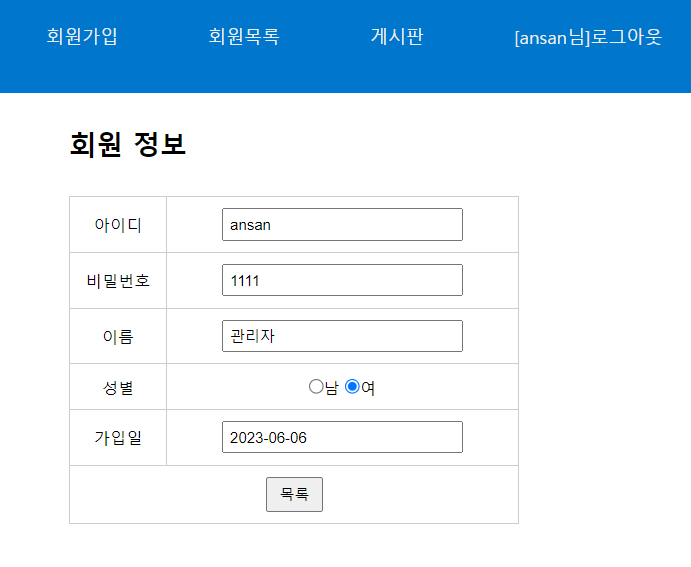 회원가입 회원목록 게시판 [ansan님]로그아웃
회원 정보
아이디 ansan
비밀번호 1111
이름 관리자
성별 남 여
가입일 2023-06-06
목록